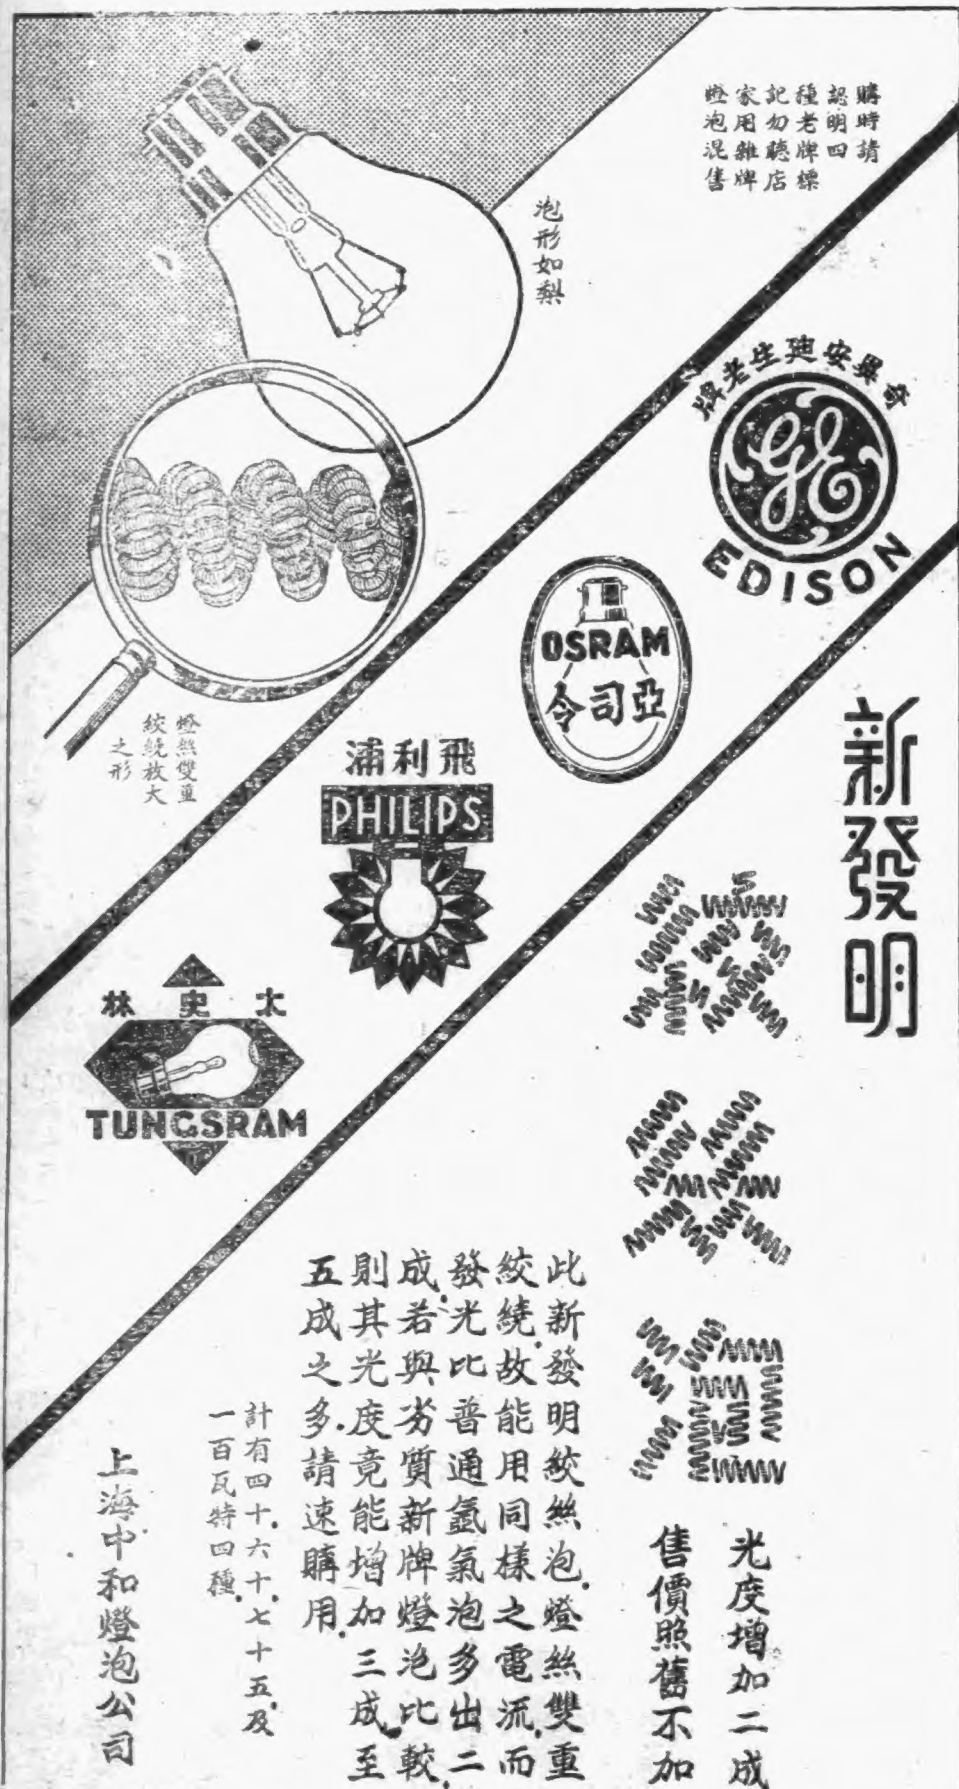 購時請
認明四
種老牌標
記勿聽店
家用雜牌
燈泡混售
泡形如梨
奇異安廸生老牌
GE
EDISON
OSRAM
亞司令
飛利浦
PHILIPS
太史林
TUNGSRAM
燈絲雙重
絞繞放大
之形
新發明
絞絲泡
光度增加二成
售價照舊不加
此新發明絞絲泡.燈絲雙重
絞繞.故能用同樣之電流.而
發光比普通氬氣泡多出二
成.若與劣質新牌燈泡比較.
則其光度竟能增加三成至
五成之多.請速購用.
計有四十.六十.七十五.及
一百瓦特四種.
上海中和燈泡公司